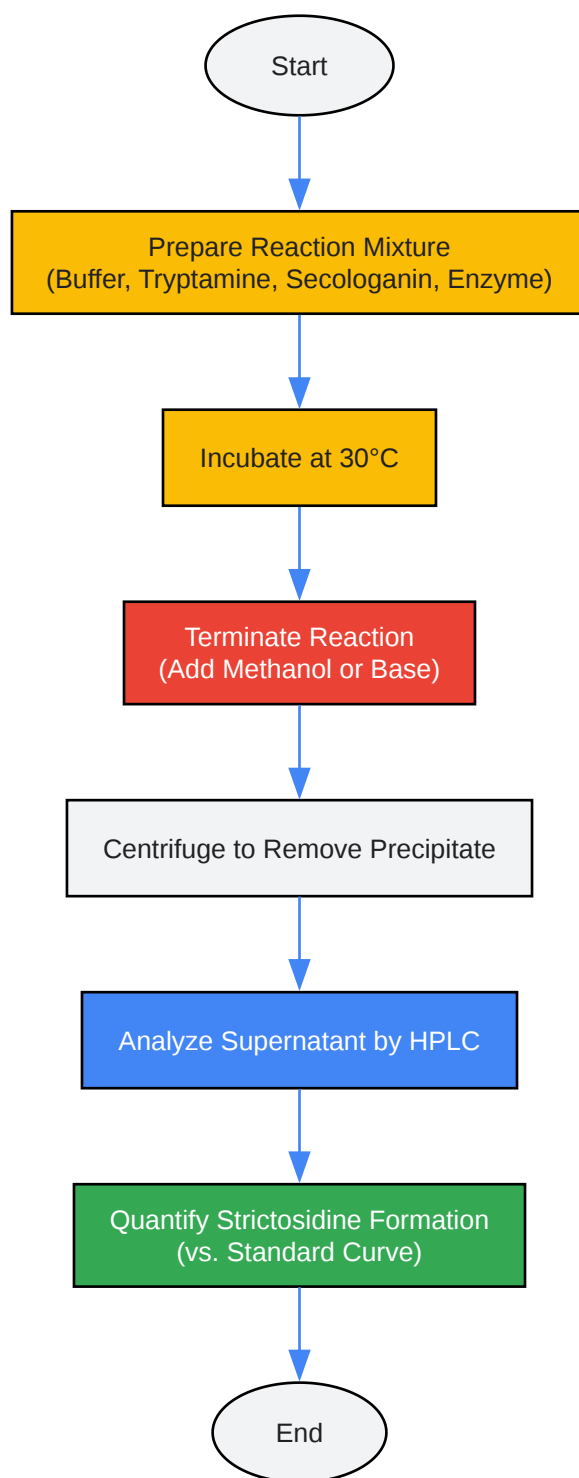 Start
Prepare Reaction Mixture
(Buffer, Tryptamine, Secologanin, Enzyme)
Incubate at 30°C
Terminate Reaction
(Add Methanol or Base)
Centrifuge to Remove Precipitate
Analyze Supernatant by HPLC
Quantify Strictosidine Formation
(vs. Standard Curve)
End